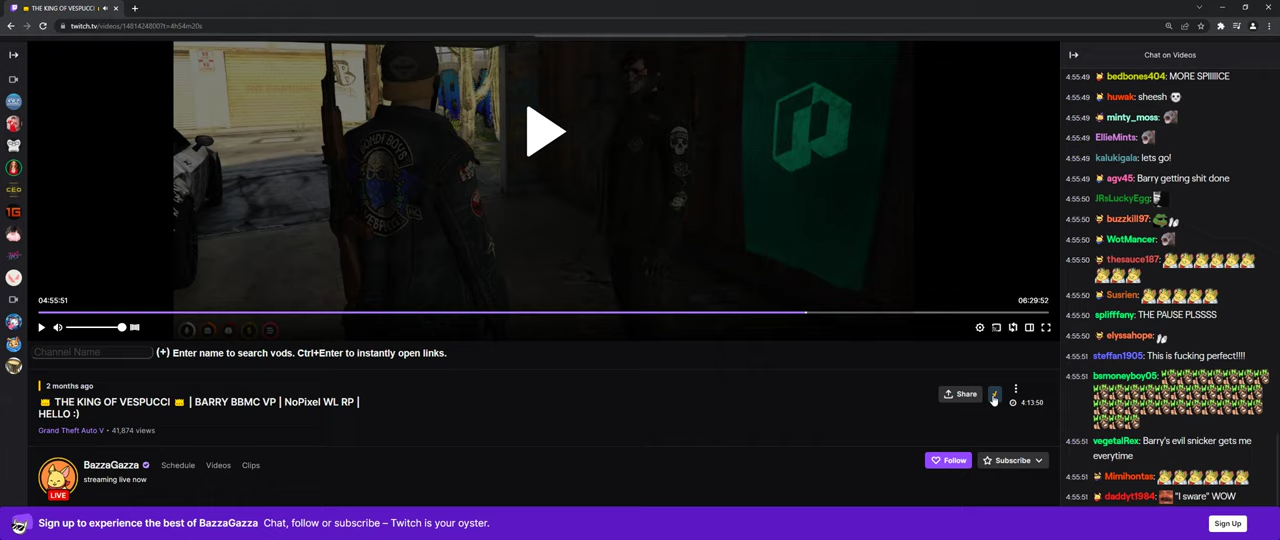 THE KING OF VESPUCCI
twitch.tv/videos/1481424800?t=4h54m20s
BONDI BOYS
04:55:51
06:29:52
Channel Name
(+) Enter name to search vods. Ctrl+Enter to instantly open links.
2 months ago
THE KING OF VESPUCCI | BARRY BBMC VP | NoPixel WL RP |
HELLO :)
Grand Theft Auto V • 41,874 views
Share
4:13:50
BazzaGazza
streaming live now
LIVE
Schedule
Videos
Clips
Follow
Subscribe
Sign up to experience the best of BazzaGazza Chat, follow or subscribe – Twitch is your oyster.
Sign Up
CEO
1G
Chat on Videos
4:55:49 bedbones404: MORE SPIIIIICE
4:55:49 huwak: sheesh
4:55:49 minty_moss:
4:55:49 EllieMints:
4:55:49 kalukigala: lets go!
4:55:49 agv45: Barry getting shit done
4:55:50 JRsLuckyEgg:
4:55:50 buzzkill97:
4:55:50 WotMancer:
4:55:50 thesauce187:
4:55:50 Susrien:
4:55:50 splifffany: THE PAUSE PLSSSS
4:55:50 elyssahope:
4:55:51 steffan1905: This is fucking perfect!!!!
4:55:51 bsmoneyboy05:
4:55:51 vegetalRex: Barry's evil snicker gets me
everytime
4:55:51 Mimihontas:
4:55:51 daddyt1984: "I sware" WOW